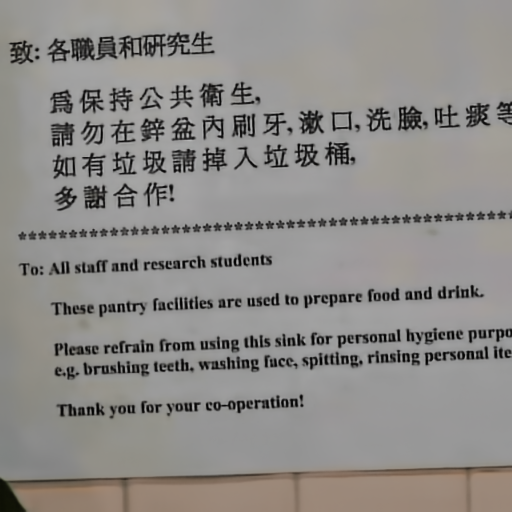 致: 各職員和研究生
為保持公共衛生,
請勿在鋅盆內刷牙, 漱口, 洗臉, 吐痰等
如有垃圾請掉入垃圾桶,
多謝合作!
*************************************************
To: All staff and research students
These pantry facilities are used to prepare food and drink.
Please refrain from using this sink for personal hygiene purpo
e.g. brushing teeth, washing face, spitting, rinsing personal ite
Thank you for your co-operation!